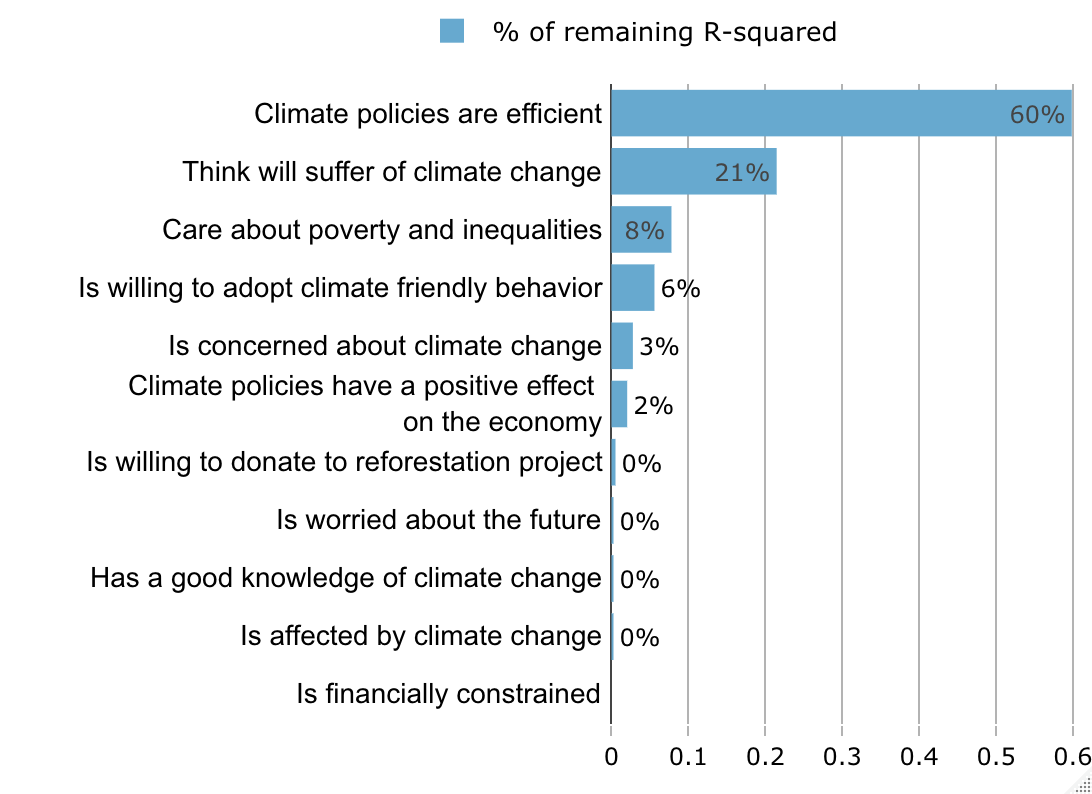 % of remaining R-squared
Climate policies are efficient 60%
Think will suffer of climate change 21%
Care about poverty and inequalities 8%
Is willing to adopt climate friendly behavior 6%
Is concerned about climate change 3%
Climate policies have a positive effect
on the economy 2%
Is willing to donate to reforestation project 0%
Is worried about the future 0%
Has a good knowledge of climate change 0%
Is affected by climate change 0%
Is financially constrained
0 0.1 0.2 0.3 0.4 0.5 0.6